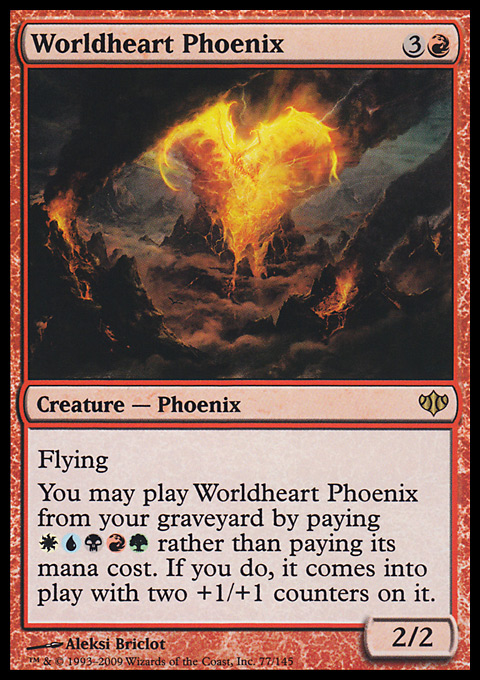 Worldheart Phoenix 3
Creature — Phoenix
Flying
You may play Worldheart Phoenix
from your graveyard by paying
rather than paying its
mana cost. If you do, it comes into
play with two +1/+1 counters on it.
2/2
Aleksi Briclot
™ & © 1993–2009 Wizards of the Coast, Inc. 77/145